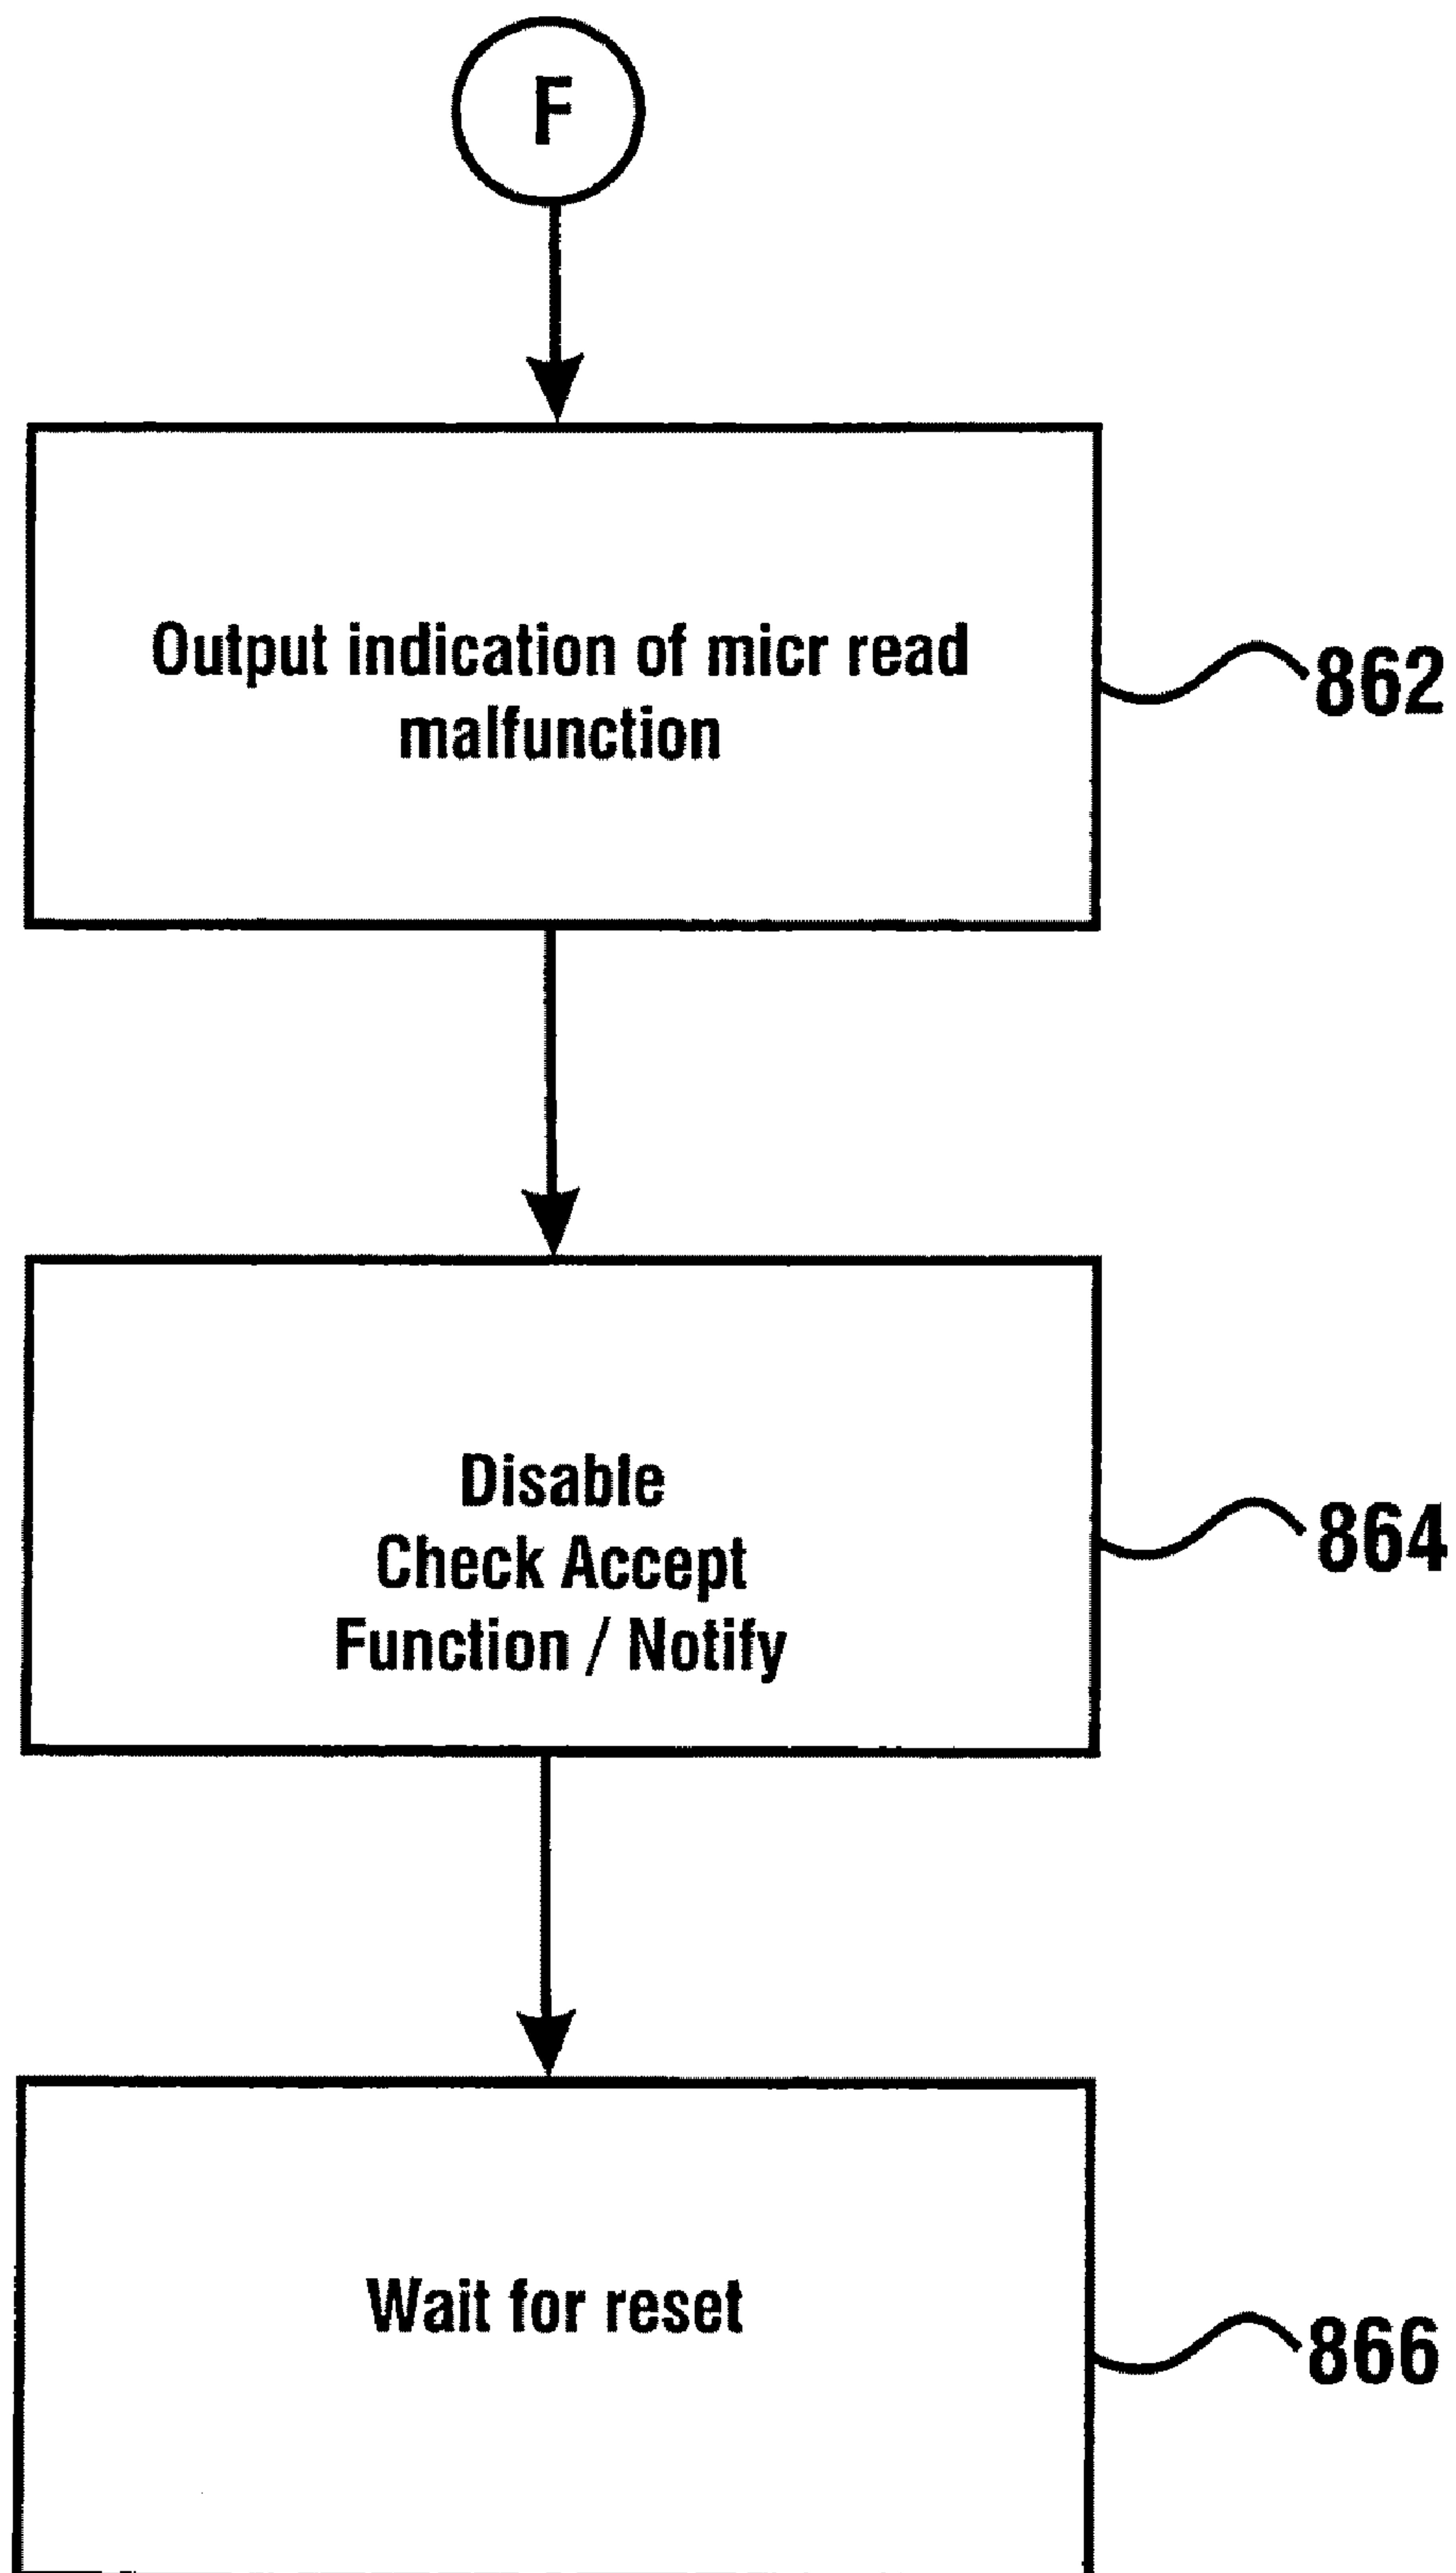 F
Output indication of micr read
malfunction
862
Disable
Check Accept
Function / Notify
864
Wait for reset
866